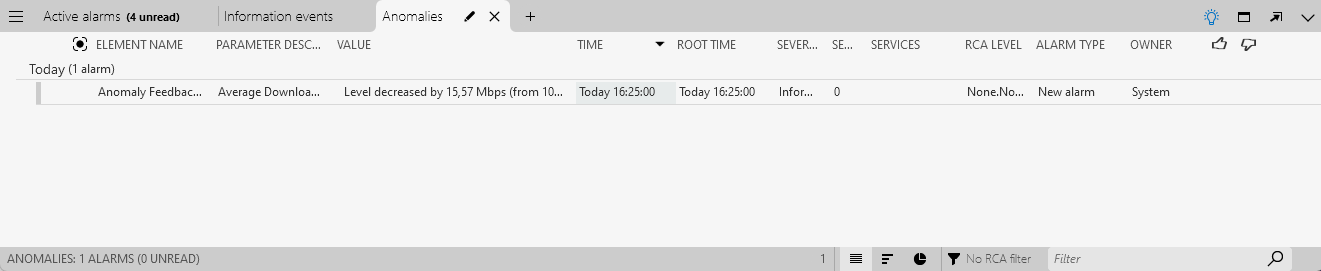 Active alarms (4 unread) Information events Anomalies
ELEMENT NAME PARAMETER DESC... VALUE TIME ROOT TIME SEVER... SE... SERVICES RCA LEVEL ALARM TYPE OWNER
Today (1 alarm)
Anomaly Feedbac... Average Downloa... Level decreased by 15,57 Mbps (from 10... Today 16:25:00 Today 16:25:00 Infor... 0 None.No... New alarm System
ANOMALIES: 1 ALARMS (0 UNREAD) 1 No RCA filter Filter